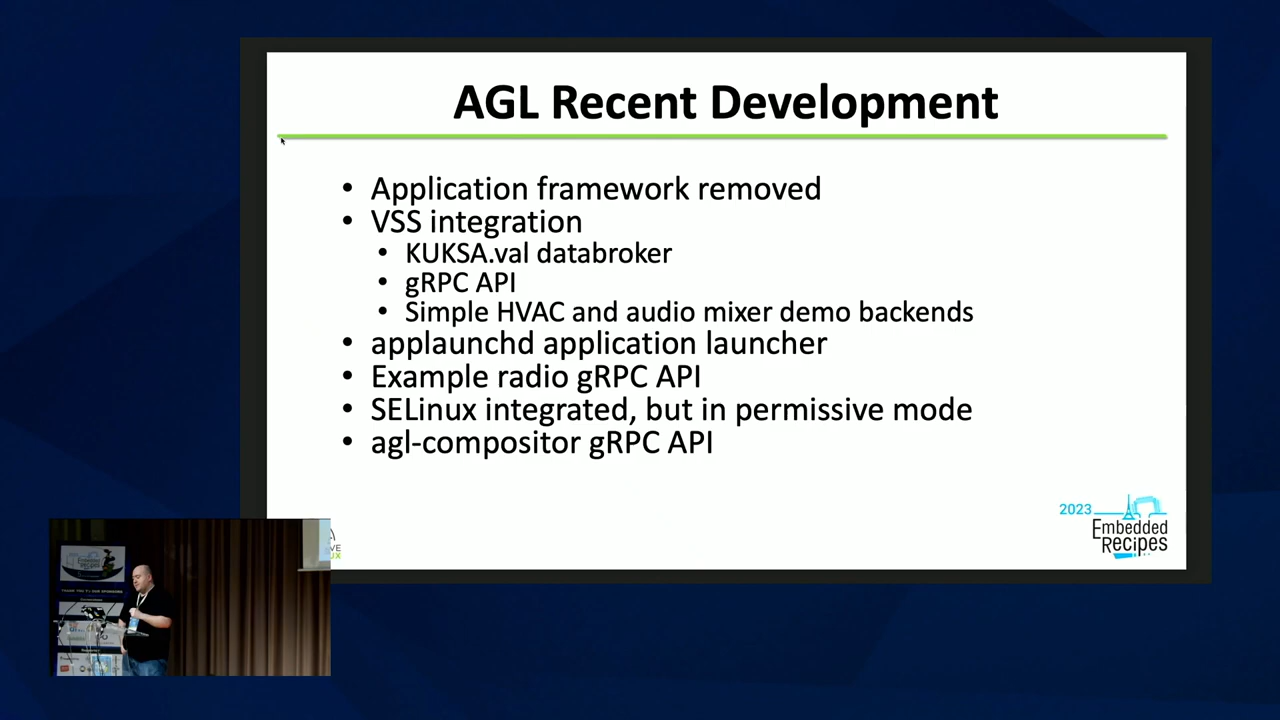 AGL Recent Development
• Application framework removed
• VSS integration
• KUKSA.val databroker
• gRPC API
• Simple HVAC and audio mixer demo backends
• applaunchd application launcher
• Example radio gRPC API
• SELinux integrated, but in permissive mode
• agl-compositor gRPC API
2023
Embedded
Recipes